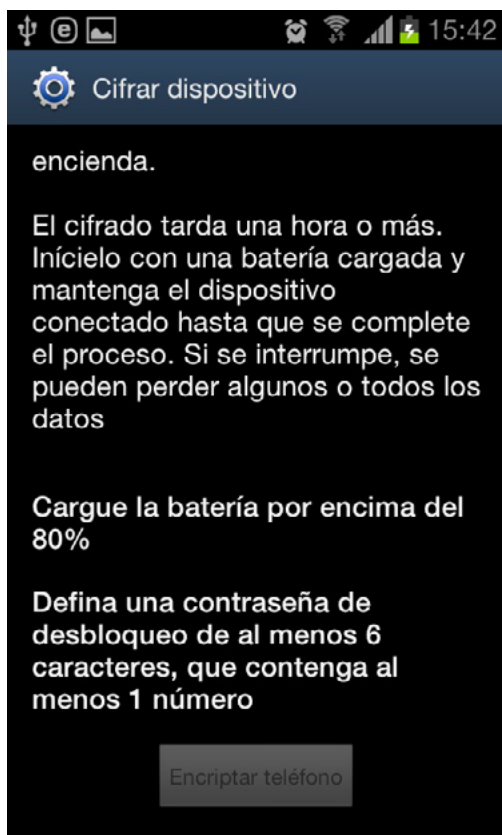 15:42
Cifrar dispositivo
encienda.
El cifrado tarda una hora o más.
Inícielo con una batería cargada y
mantenga el dispositivo
conectado hasta que se complete
el proceso. Si se interrumpe, se
pueden perder algunos o todos los
datos
Cargue la batería por encima del
80%
Defina una contraseña de
desbloqueo de al menos 6
caracteres, que contenga al
menos 1 número
Encriptar teléfono